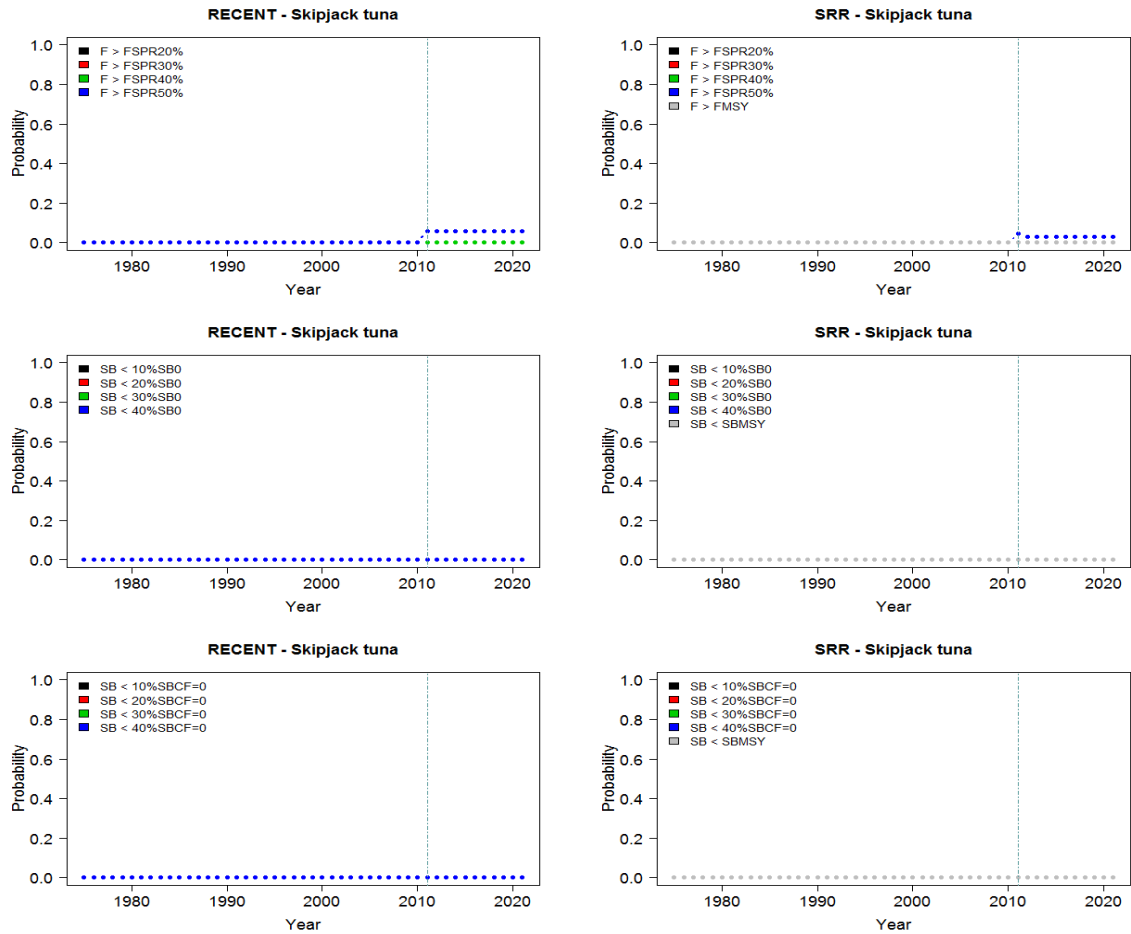 RECENT - Skipjack tuna
Probability
1.0
0.8
0.6
0.4
0.2
0.0
F > FSPR20%
F > FSPR30%
F > FSPR40%
F > FSPR50%
1980 1990 2000 2010 2020
Year
SRR - Skipjack tuna
Probability
1.0
0.8
0.6
0.4
0.2
0.0
F > FSPR20%
F > FSPR30%
F > FSPR40%
F > FSPR50%
F > FMSY
1980 1990 2000 2010 2020
Year
RECENT - Skipjack tuna
Probability
1.0
0.8
0.6
0.4
0.2
0.0
SB < 10%SB0
SB < 20%SB0
SB < 30%SB0
SB < 40%SB0
1980 1990 2000 2010 2020
Year
SRR - Skipjack tuna
Probability
1.0
0.8
0.6
0.4
0.2
0.0
SB < 10%SB0
SB < 20%SB0
SB < 30%SB0
SB < 40%SB0
SB < SBMSY
1980 1990 2000 2010 2020
Year
RECENT - Skipjack tuna
Probability
1.0
0.8
0.6
0.4
0.2
0.0
SB < 10%SBCF=0
SB < 20%SBCF=0
SB < 30%SBCF=0
SB < 40%SBCF=0
1980 1990 2000 2010 2020
Year
SRR - Skipjack tuna
Probability
1.0
0.8
0.6
0.4
0.2
0.0
SB < 10%SBCF=0
SB < 20%SBCF=0
SB < 30%SBCF=0
SB < 40%SBCF=0
SB < SBMSY
1980 1990 2000 2010 2020
Year